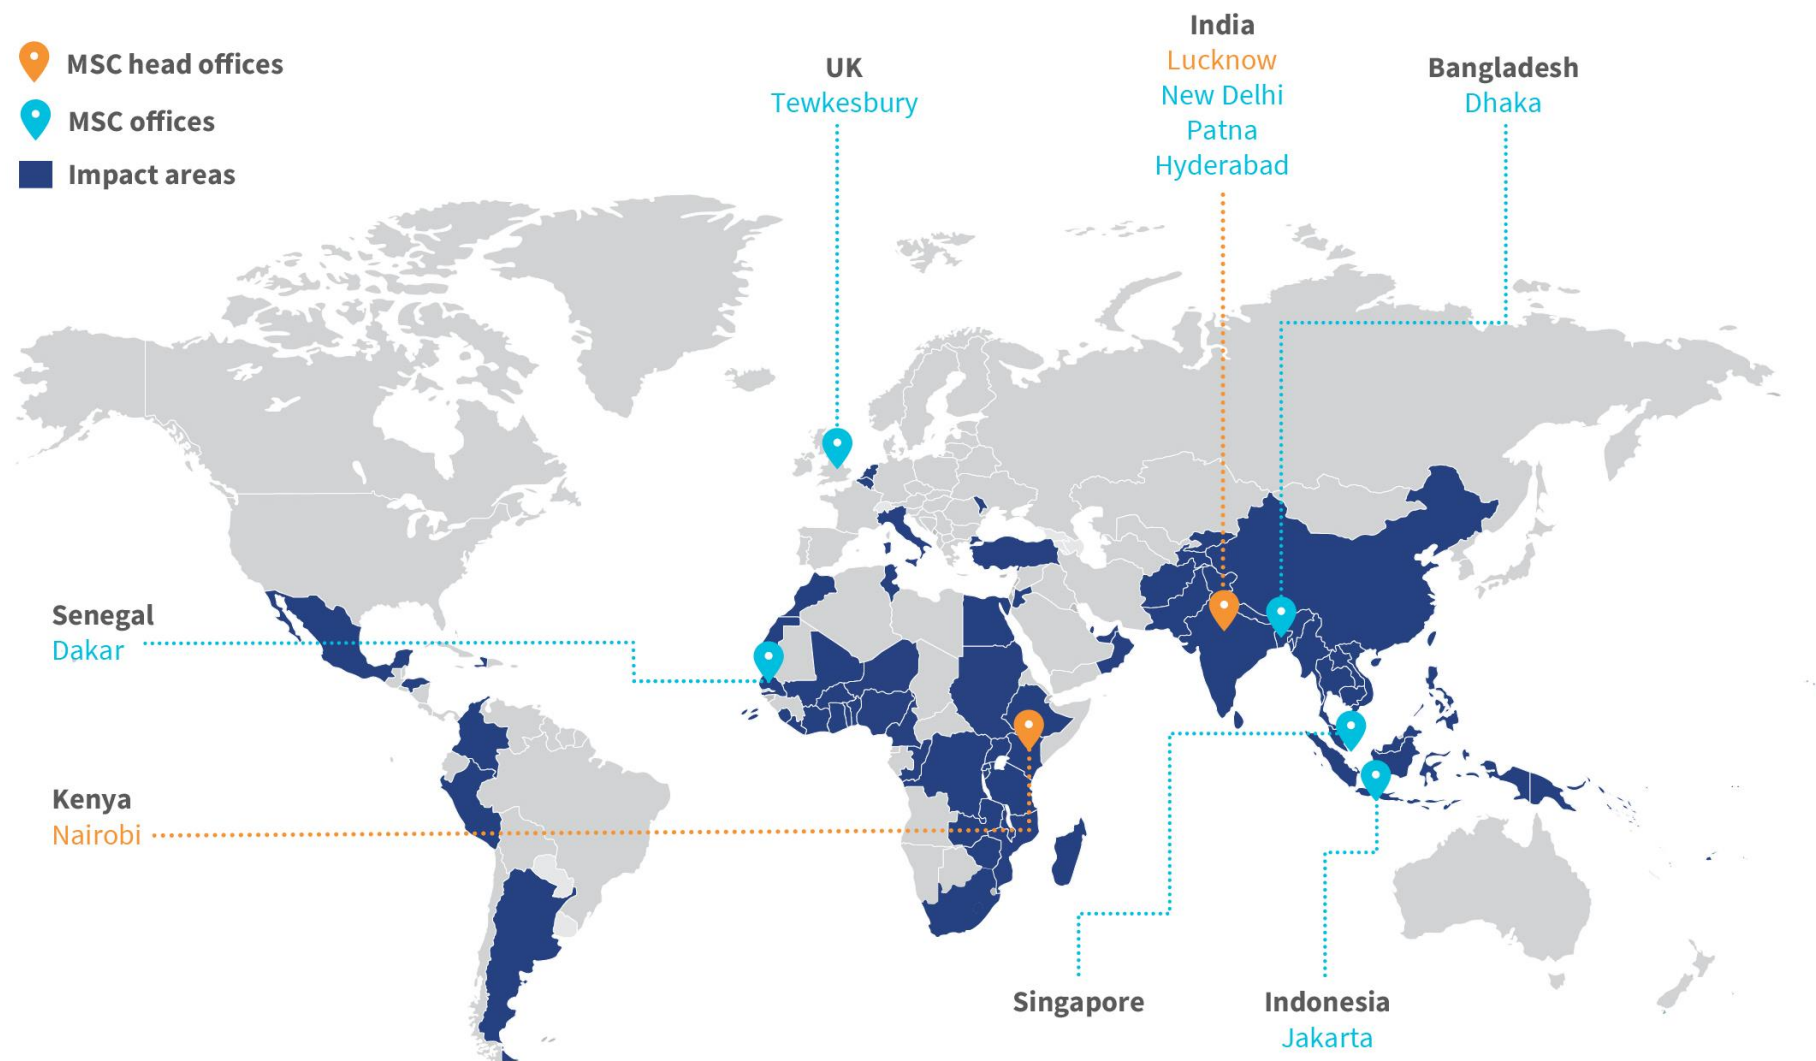 MSC head offices
MSC offices
Impact areas
UK
Tewkesbury
India
Lucknow
New Delhi
Patna
Hyderabad
Bangladesh
Dhaka
Senegal
Dakar
Kenya
Nairobi
Singapore
Indonesia
Jakarta